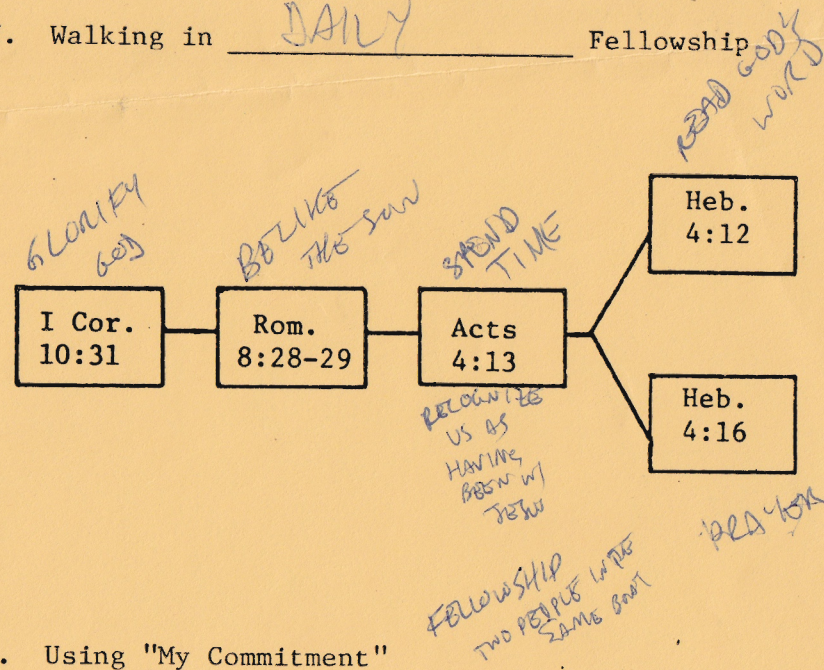 . Walking in DAILY Fellowship
READ GOD'S
WORD
GLORIFY
GOD
BE LIKE
THE SON
SPEND
TIME
Heb.
4:12
I Cor.
10:31
Rom.
8:28-29
Acts
4:13
Heb.
4:16
RECOGNIZE
US AS
HAVING
BEEN W/
JESUS
PRAYER
FELLOWSHIP
TWO PEOPLE IN THE
SAME BOAT
. Using "My Commitment"